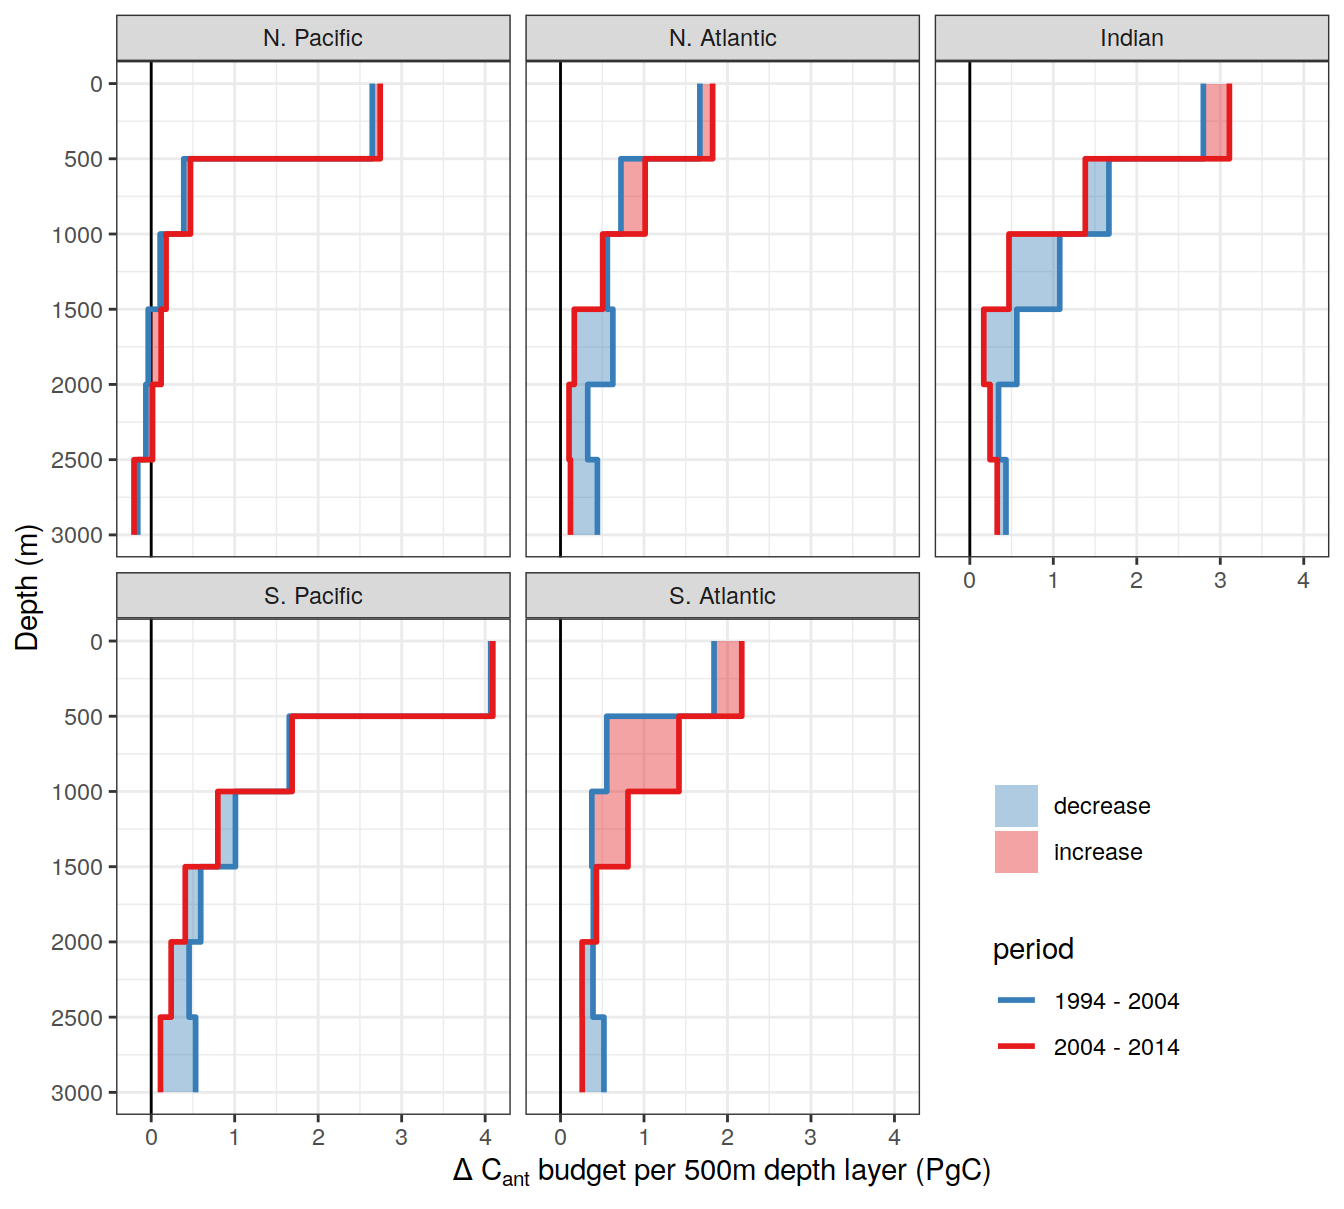 N. Pacific
N. Atlantic
Indian
0
500
1000
1500
2000
2500
3000
0 1 2 3 4
S. Pacific
S. Atlantic
0
500
1000
1500
2000
2500
3000
0 1 2 3 4
0 1 2 3 4
Depth (m)
Δ Cant budget per 500m depth layer (PgC)
decrease
increase
period
1994 - 2004
2004 - 2014